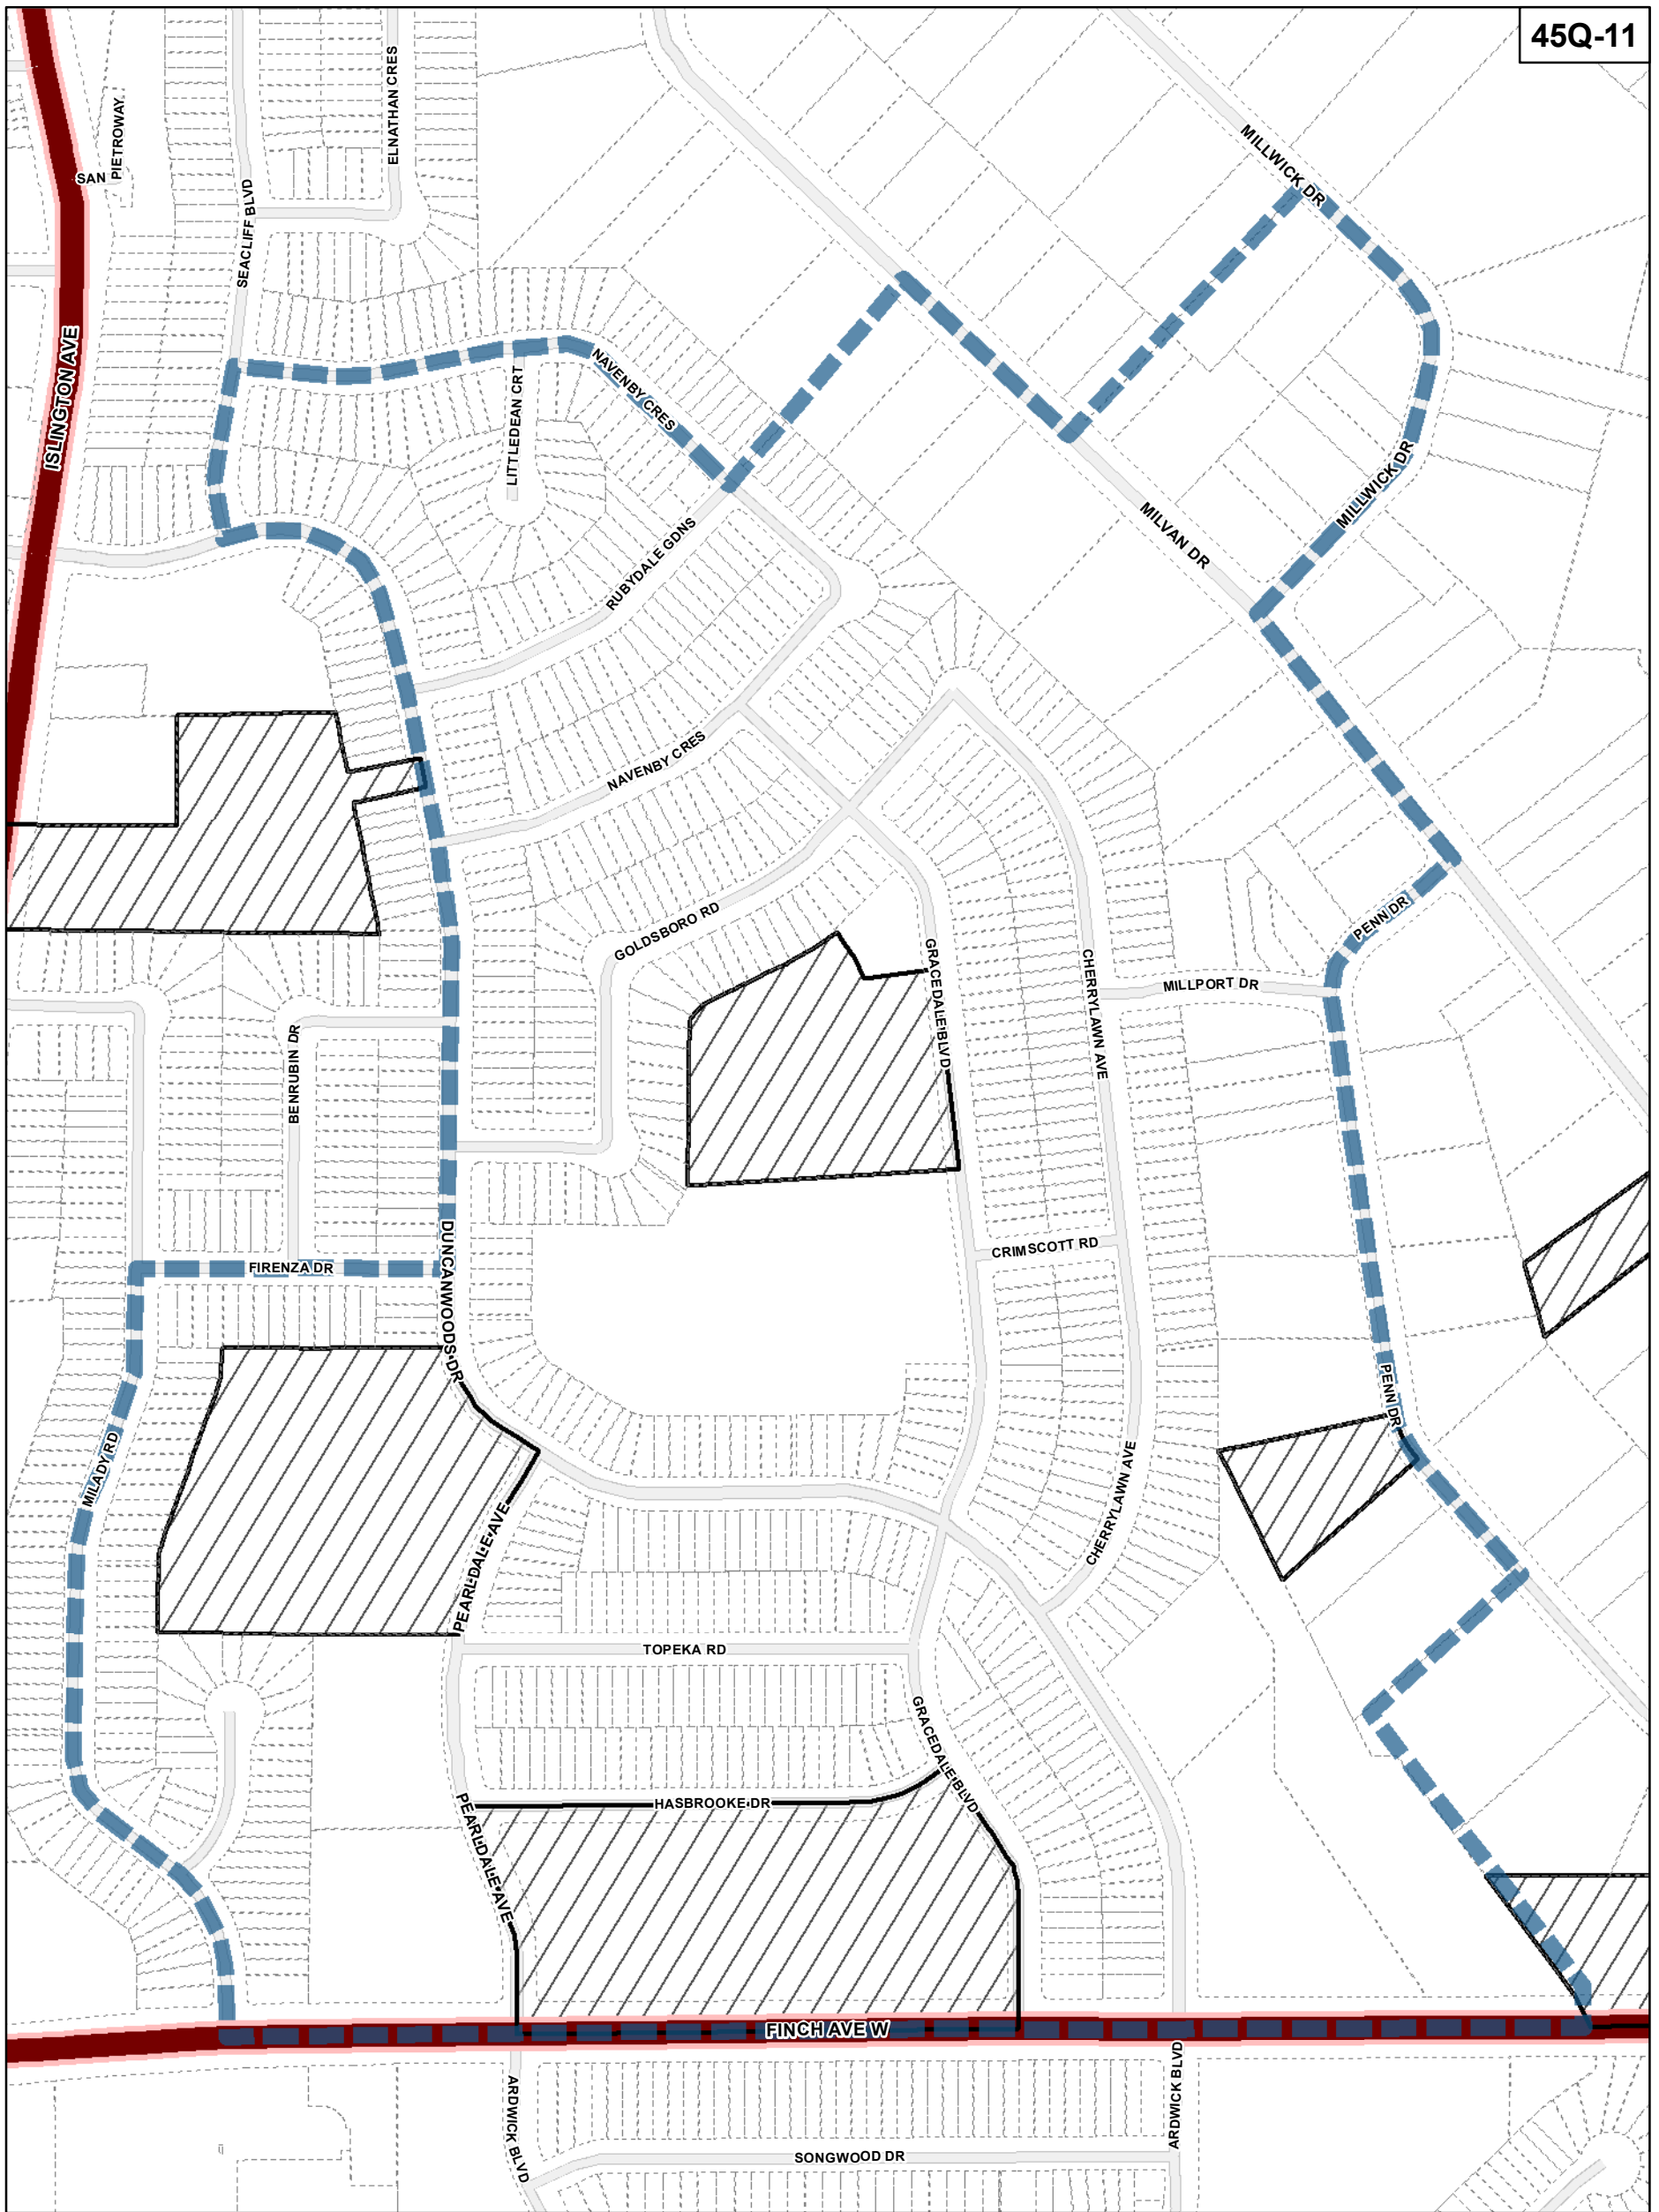 45Q-11
ELNATHAN CRES
PIETROWAY
SAN
MILLWICK DR
SEACLIFF BLVD
ISLINGTON AVE
NAVENBY CRES
LITTLEDEAN CRT
MILLWICK DR
MILVAN DR
RUBYDALE GDNS
NAVENBY CRES
GOLDSBORO RD
PENN DR
GRACEDALE BLVD
CHERRYLAWN AVE
MILLPORT DR
BENRUBIN DR
CRIMSCOTT RD
FIRENZA DR
DUNCANWOODS DR
PENN DR
MILADY RD
CHERRYLAWN AVE
PEARLDALE AVE
TOPEKA RD
GRACEDALE BLVD
HASBROOKE DR
PEARLDALE AVE
FINCH AVE W
ARDWICK BLVD
ARDWICK BLVD
SONGWOOD DR